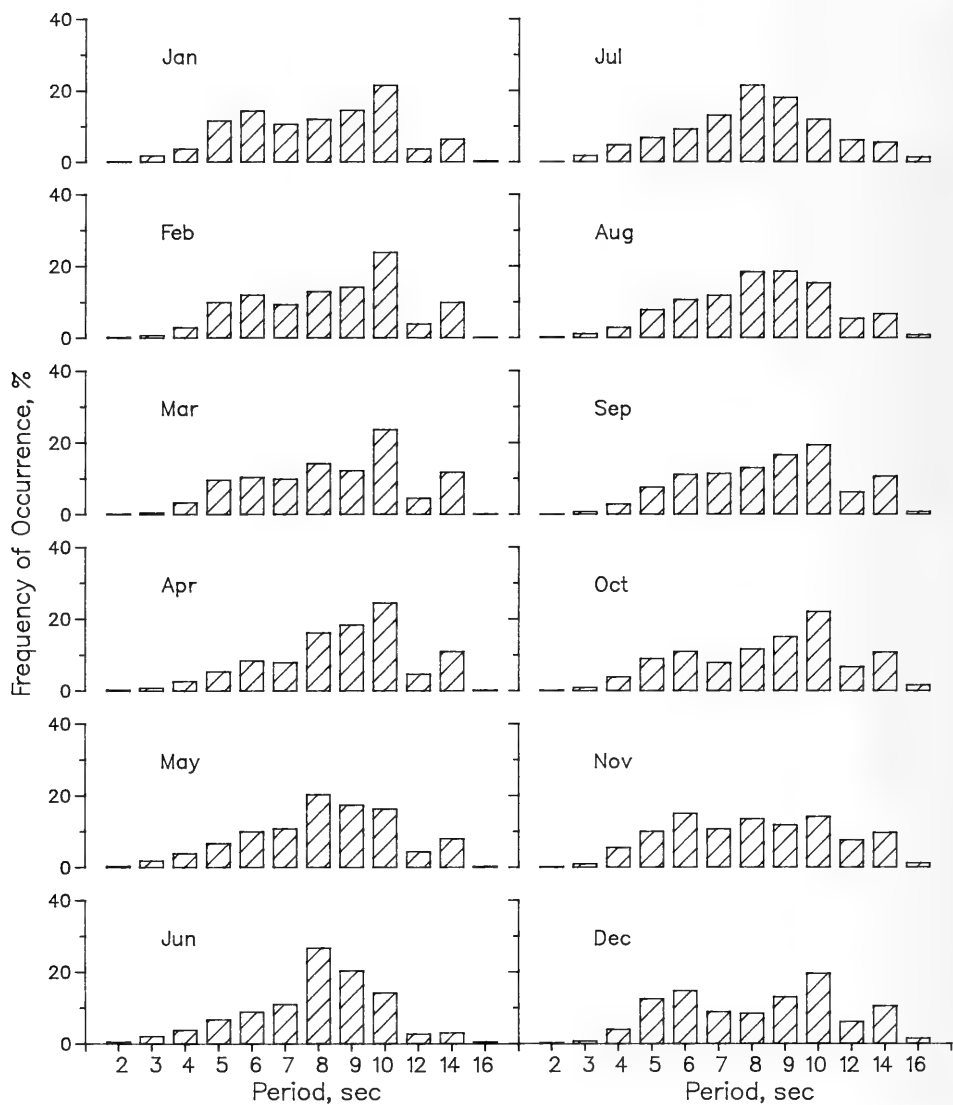 Frequency of Occurrence, %
40
20
0
Jan
Jul
40
20
0
Feb
Aug
40
20
0
Mar
Sep
40
20
0
Apr
Oct
40
20
0
May
Nov
40
20
0
Jun
Dec
2 3 4 5 6 7 8 9 10 12 14 16
2 3 4 5 6 7 8 9 10 12 14 16
Period, sec
Period, sec